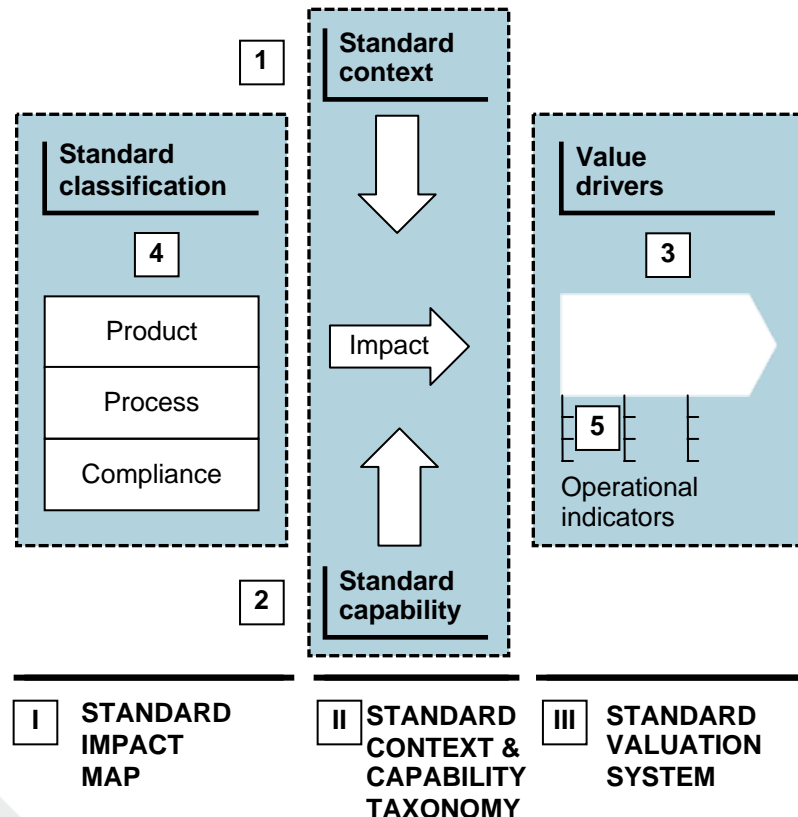 1
Standard
context
Standard
classification
4
Product
Process
Compliance
Impact
2
Standard
capability
Value
drivers
3
5
Operational
indicators
I
STANDARD
IMPACT
MAP
II
STANDARD
CONTEXT &
CAPABILITY
TAXONOMY
III
STANDARD
VALUATION
SYSTEM